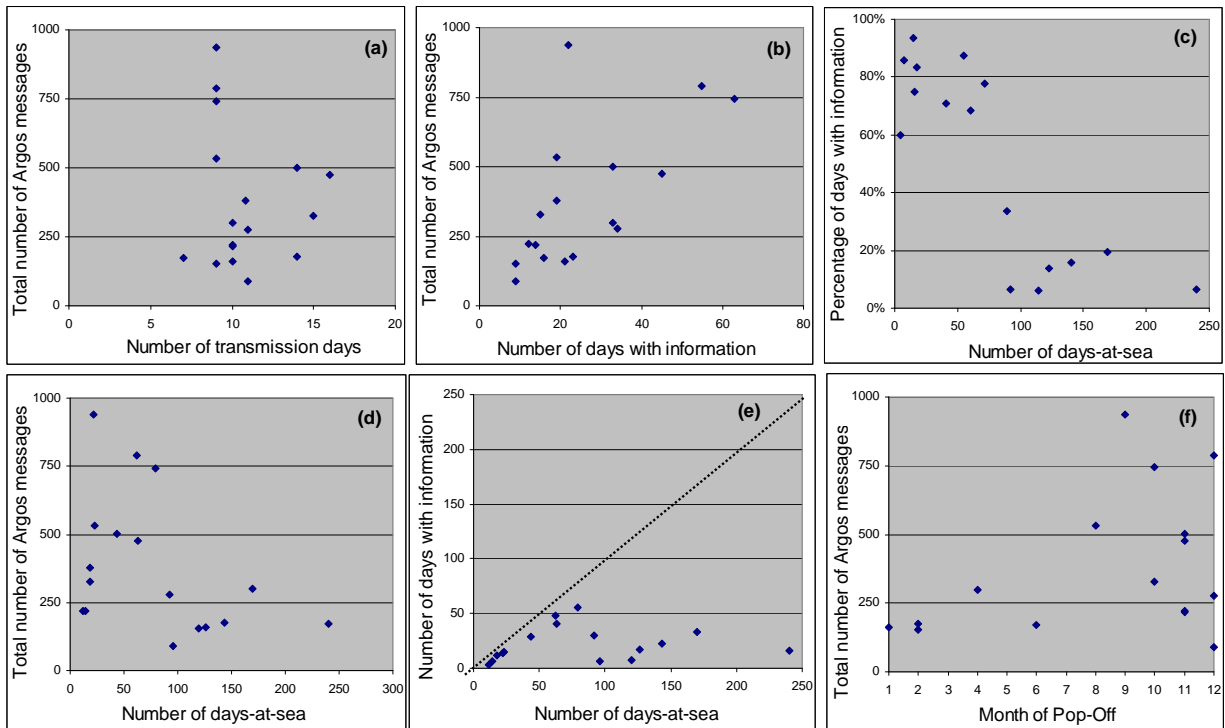 (a)
Total number of Argos messages
1000
750
500
250
0
0 5 10 15 20
Number of transmission days
(b)
Total number of Argos messages
1000
750
500
250
0
0 20 40 60 80
Number of days with information
(c)
Percentage of days with information
100%
80%
60%
40%
20%
0%
0 50 100 150 200 250
Number of days-at-sea
(d)
Total number of Argos messages
1000
750
500
250
0
0 50 100 150 200 250 300
Number of days-at-sea
(e)
Number of days with information
250
200
150
100
50
0
0 50 100 150 200 250
Number of days-at-sea
(f)
Total number of Argos messages
1000
750
500
250
0
1 2 3 4 5 6 7 8 9 10 11 12
Month of Pop-Off